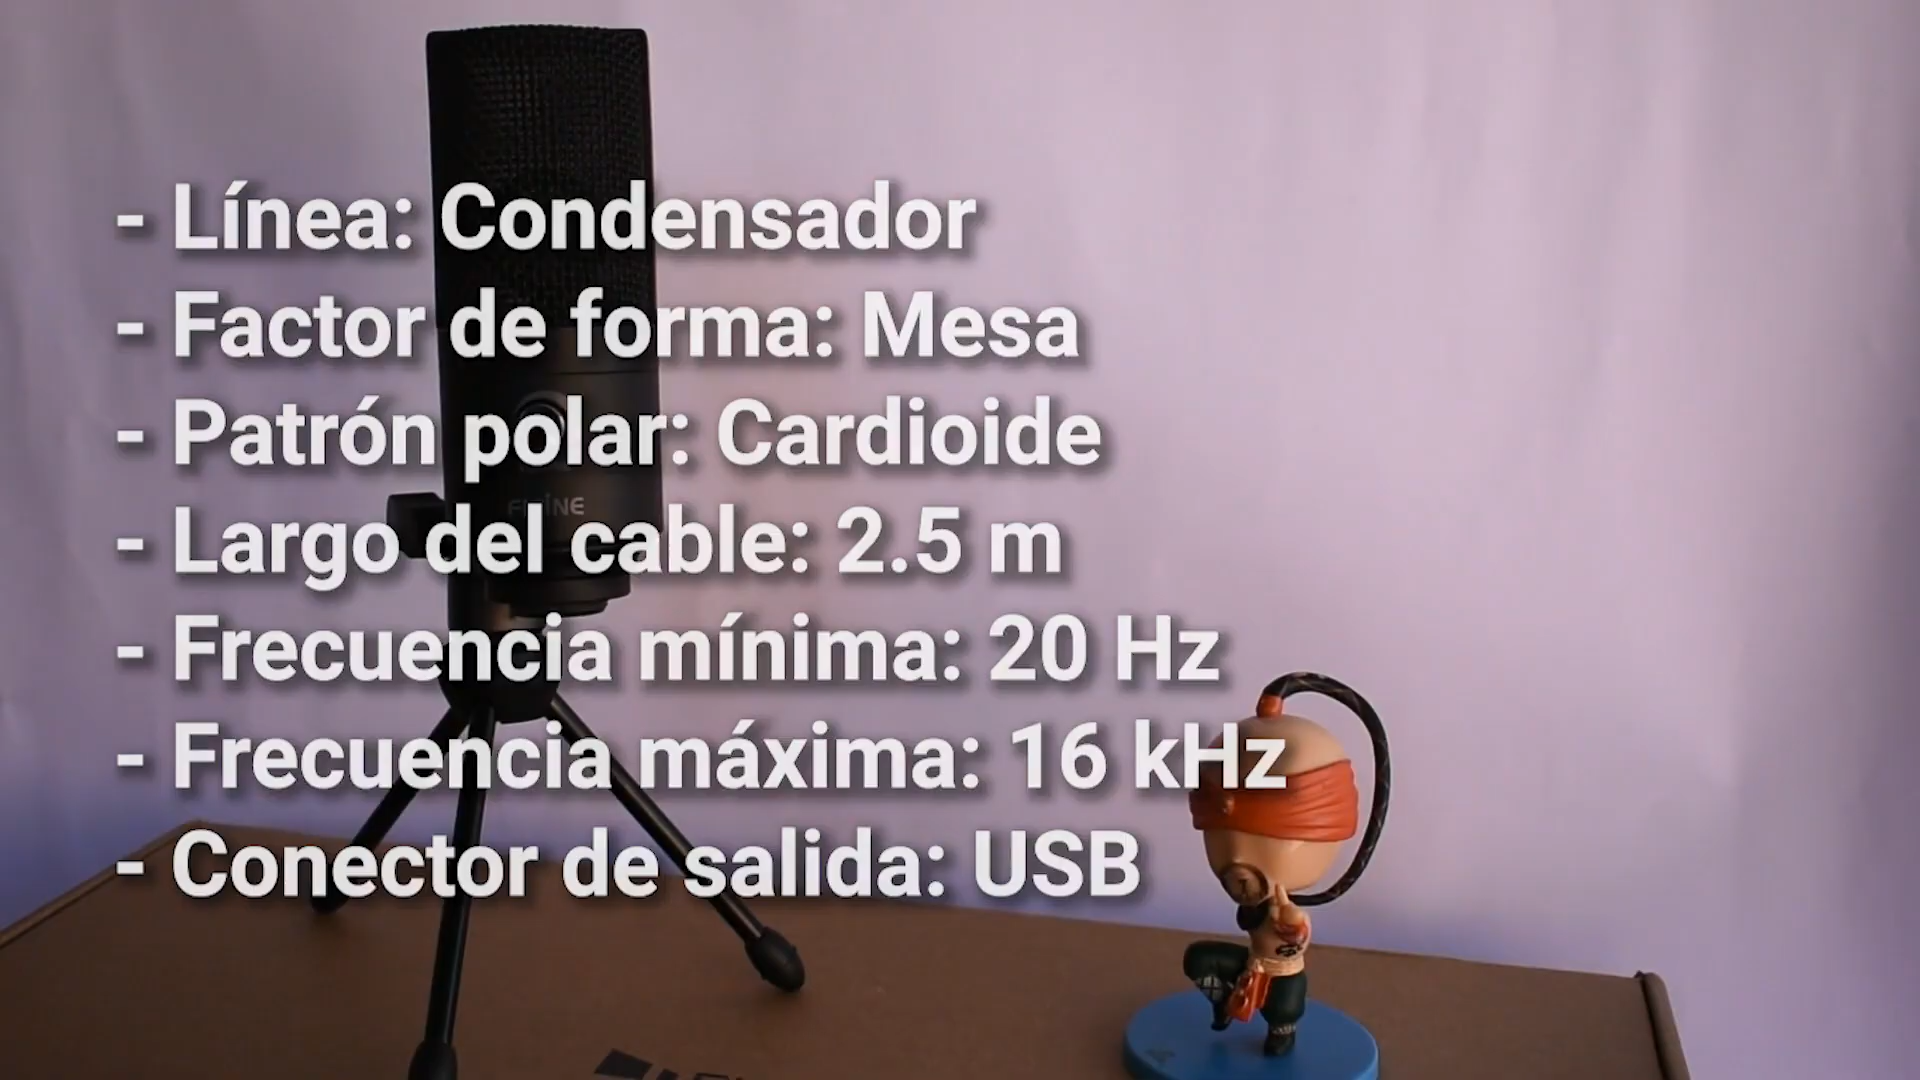 - Línea: Condensador
- Factor de forma: Mesa
- Patrón polar: Cardioide
FIFINE
- Largo del cable: 2.5 m
- Frecuencia mínima: 20 Hz
- Frecuencia máxima: 16 kHz
- Conector de salida: USB